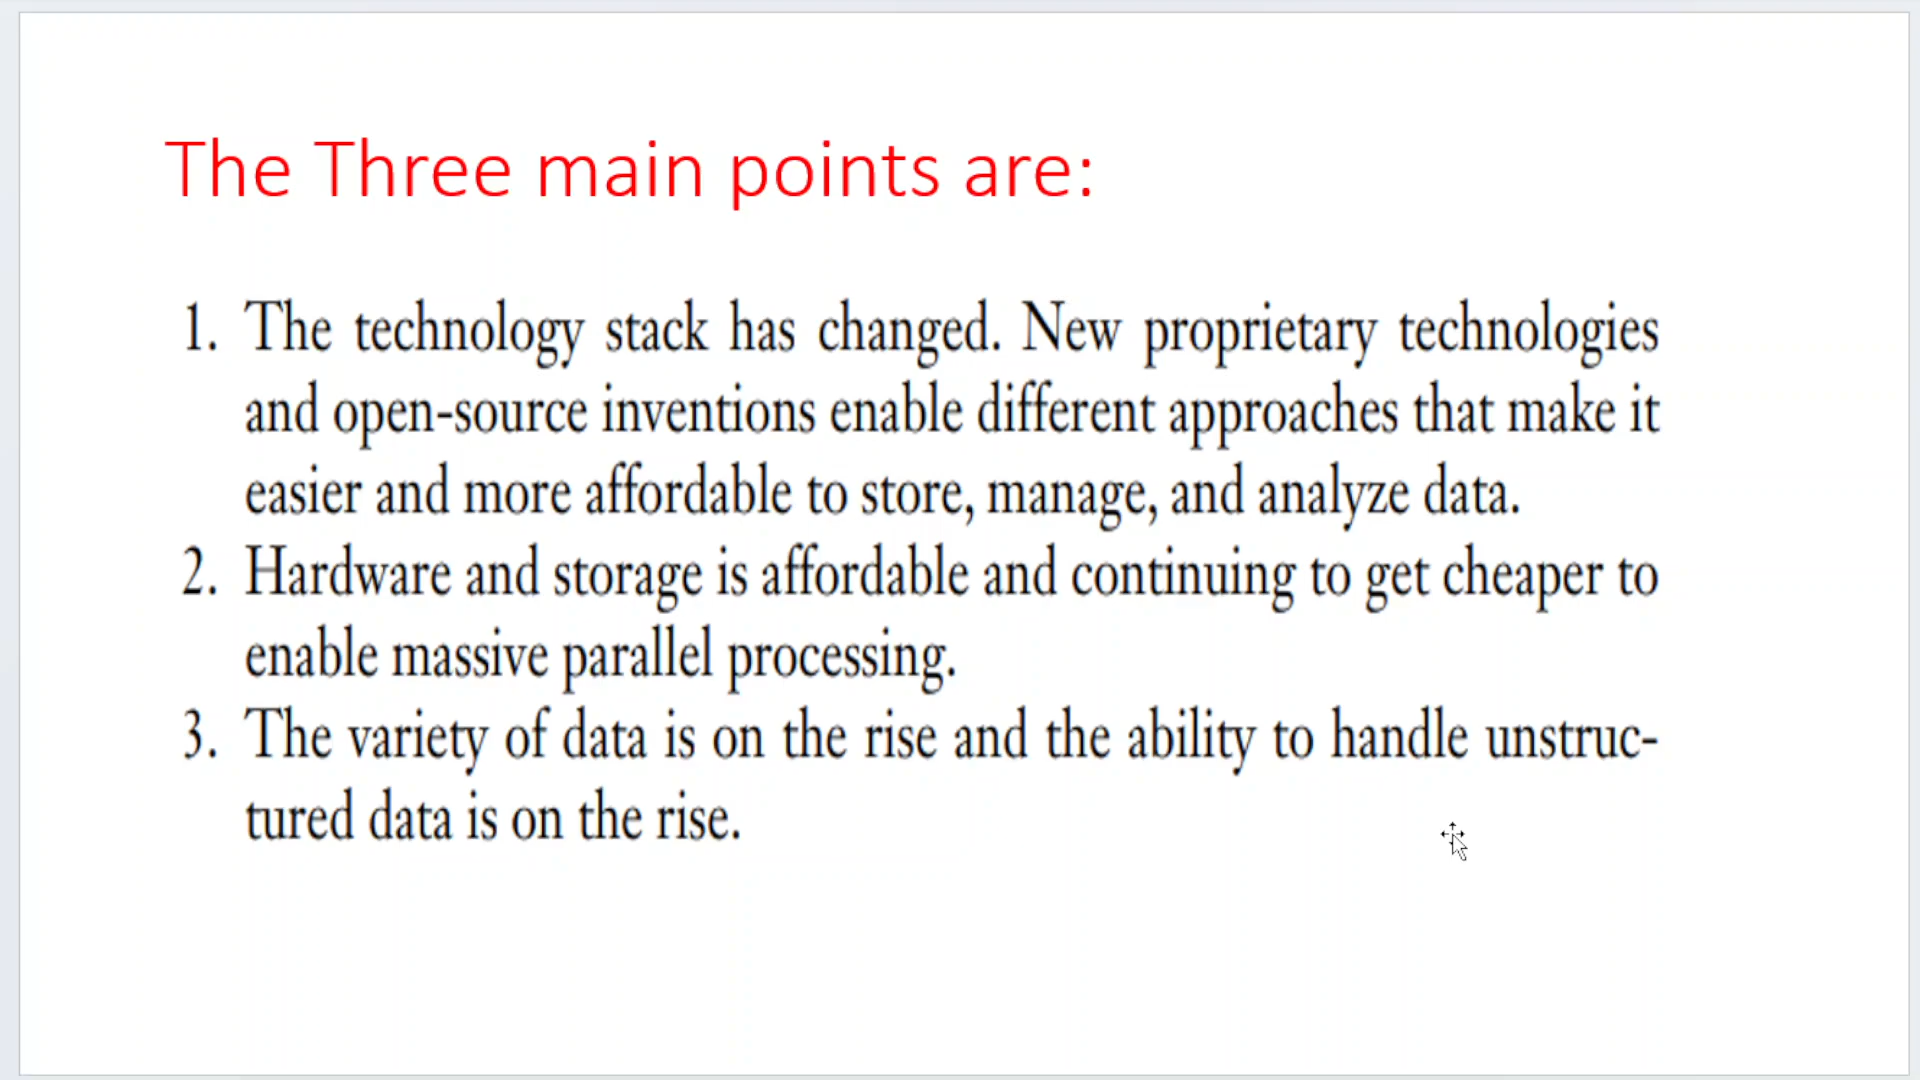 The Three main points are:
1. The technology stack has changed. New proprietary technologies
and open-source inventions enable different approaches that make it
easier and more affordable to store, manage, and analyze data.
2. Hardware and storage is affordable and continuing to get cheaper to
enable massive parallel processing.
3. The variety of data is on the rise and the ability to handle unstruc-
tured data is on the rise.